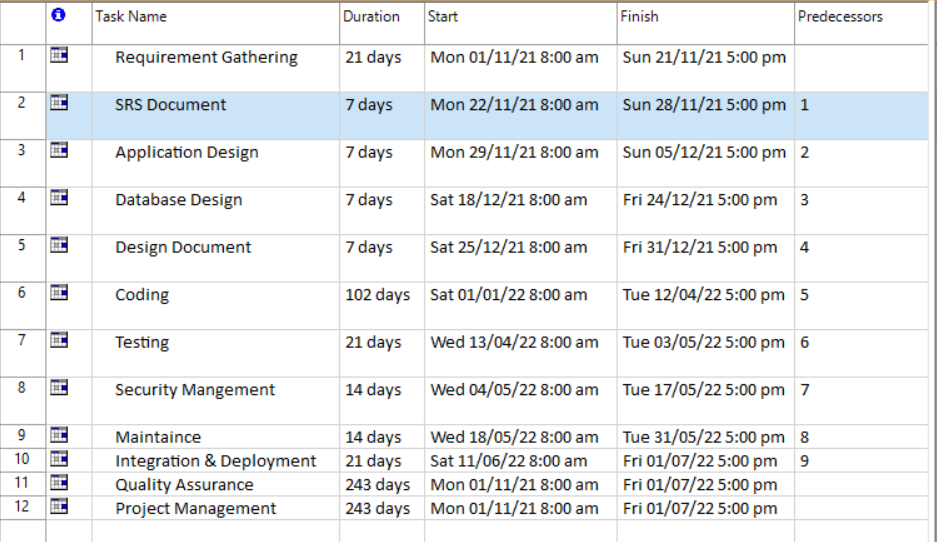 Task Name Duration Start Finish Predecessors
1 Requirement Gathering 21 days Mon 01/11/21 8:00 am Sun 21/11/21 5:00 pm
2 SRS Document 7 days Mon 22/11/21 8:00 am Sun 28/11/21 5:00 pm 1
3 Application Design 7 days Mon 29/11/21 8:00 am Sun 05/12/21 5:00 pm 2
4 Database Design 7 days Sat 18/12/21 8:00 am Fri 24/12/21 5:00 pm 3
5 Design Document 7 days Sat 25/12/21 8:00 am Fri 31/12/21 5:00 pm 4
6 Coding 102 days Sat 01/01/22 8:00 am Tue 12/04/22 5:00 pm 5
7 Testing 21 days Wed 13/04/22 8:00 am Tue 03/05/22 5:00 pm 6
8 Security Mangement 14 days Wed 04/05/22 8:00 am Tue 17/05/22 5:00 pm 7
9 Maintaince 14 days Wed 18/05/22 8:00 am Tue 31/05/22 5:00 pm 8
10 Integration & Deployment 21 days Sat 11/06/22 8:00 am Fri 01/07/22 5:00 pm 9
11 Quality Assurance 243 days Mon 01/11/21 8:00 am Fri 01/07/22 5:00 pm
12 Project Management 243 days Mon 01/11/21 8:00 am Fri 01/07/22 5:00 pm